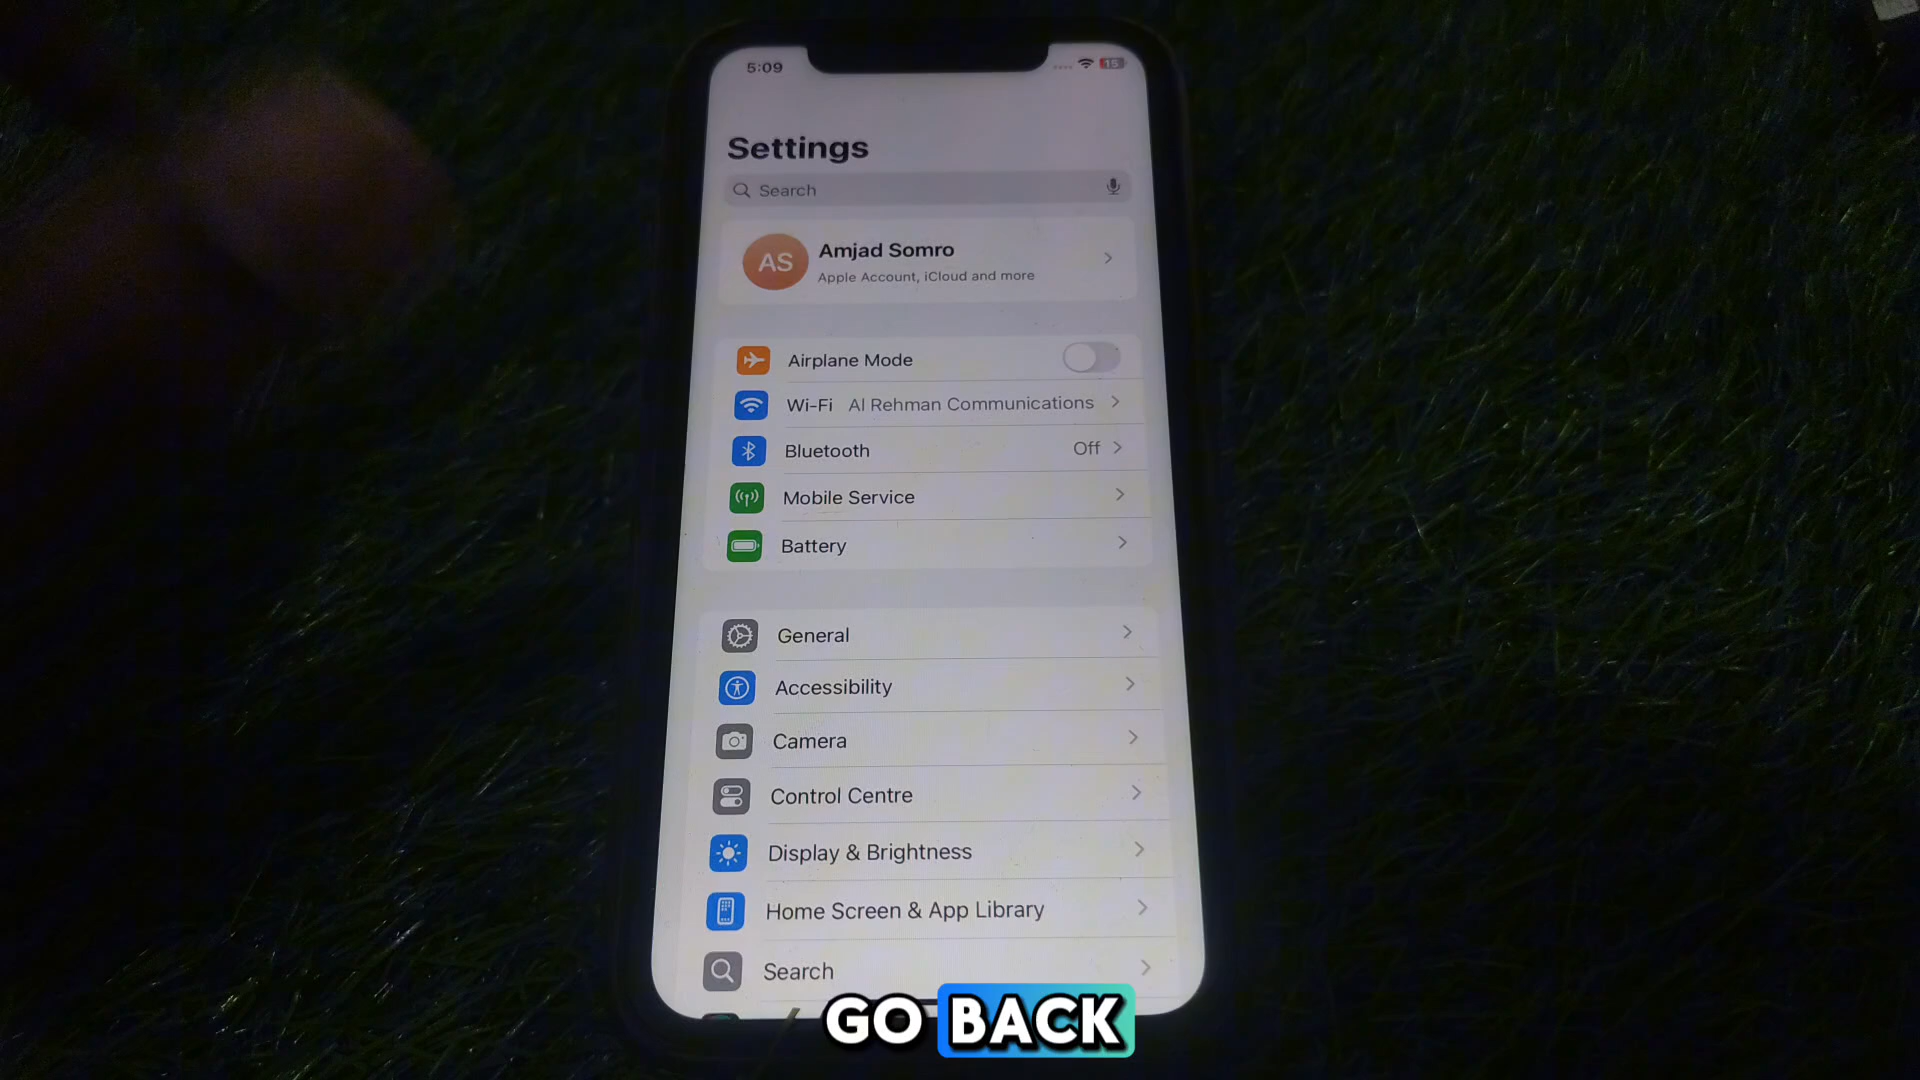 5:09
15
Settings
Search
AS
Amjad Somro
Apple Account, iCloud and more
Airplane Mode
Wi-Fi Al Rehman Communications
Bluetooth Off
Mobile Service
Battery
General
Accessibility
Camera
Control Centre
Display & Brightness
Home Screen & App Library
Search
GO BACK